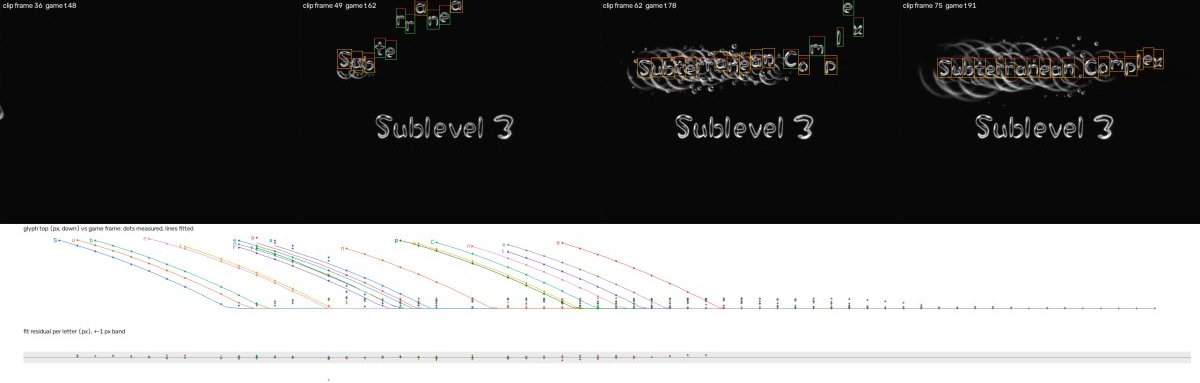 clip frame 36 game t 48
clip frame 49 game t 62
clip frame 62 game t 78
clip frame 75 game t 91
Sub te r r a n e a
Subterranean Co m p l e x
Subterranean Complex
Sublevel 3
Sublevel 3
Sublevel 3
glyph top (px, down) vs game frame: dots measured, lines fitted
fit residual per letter (px), +-1 px band